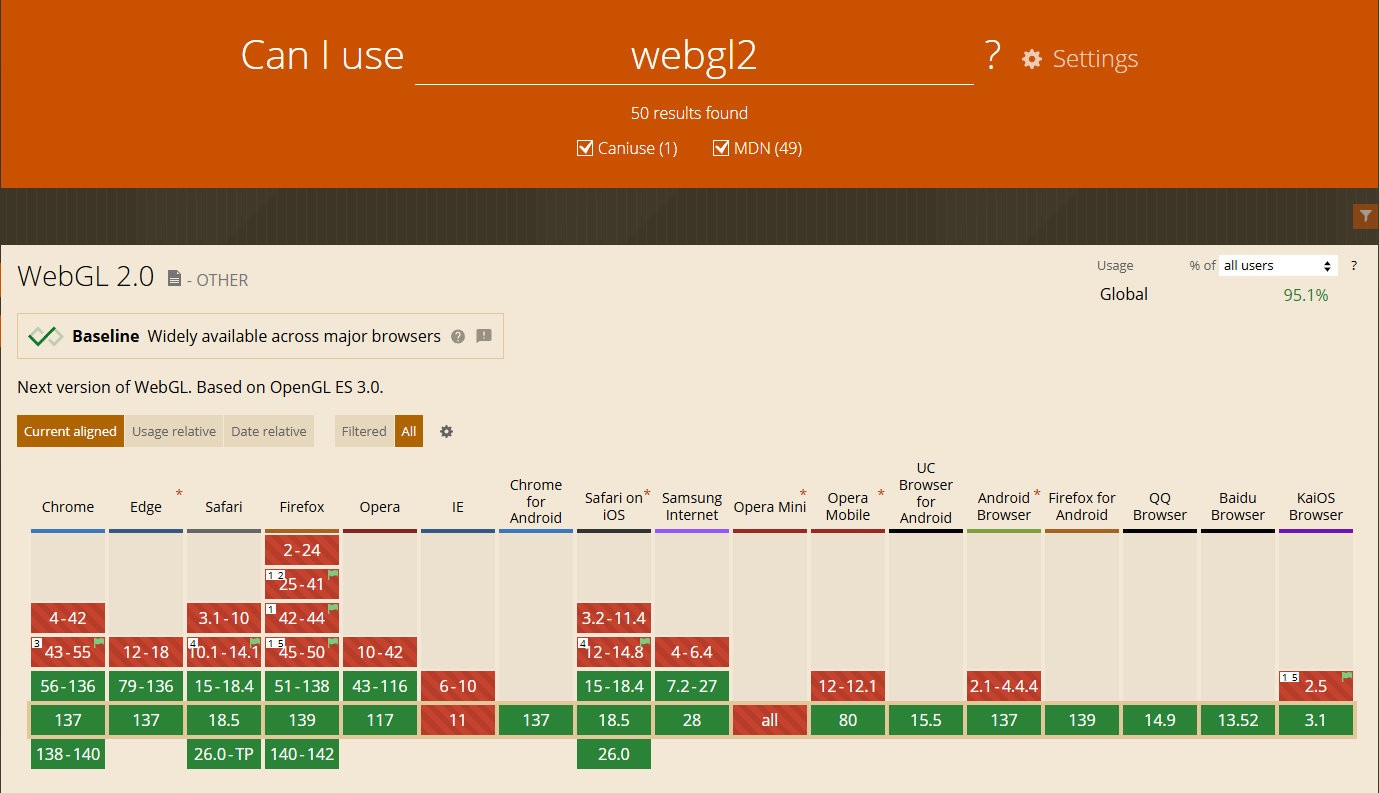 Can I use webgl2 ? Settings
50 results found
Caniuse (1) MDN (49)
WebGL 2.0 - OTHER
Usage % of all users ?
Global 95.1%
Baseline Widely available across major browsers ?
Next version of WebGL. Based on OpenGL ES 3.0.
Current aligned Usage relative Date relative Filtered All
Chrome
Edge *
Safari
Firefox
Opera
IE
Chrome
for
Android
Safari on *
iOS
Samsung
Internet
Opera Mini *
Opera *
Mobile
UC
Browser
for
Android
Android *
Browser
Firefox for
Android
QQ
Browser
Baidu
Browser
KaiOS
Browser
2-24
1 2 25-41
4-42 3.1-10 1 42-44 3.2-11.4
3 43-55 12-18 4 10.1-14.1 1 5 45-50 10-42 4 12-14.8 4-6.4
56-136 79-136 15-18.4 51-138 43-116 6-10 15-18.4 7.2-27 12-12.1 2.1-4.4.4 1 5 2.5
137 137 18.5 139 117 11 137 18.5 28 all 80 15.5 137 139 14.9 13.52 3.1
138-140 26.0-TP 140-142 26.0